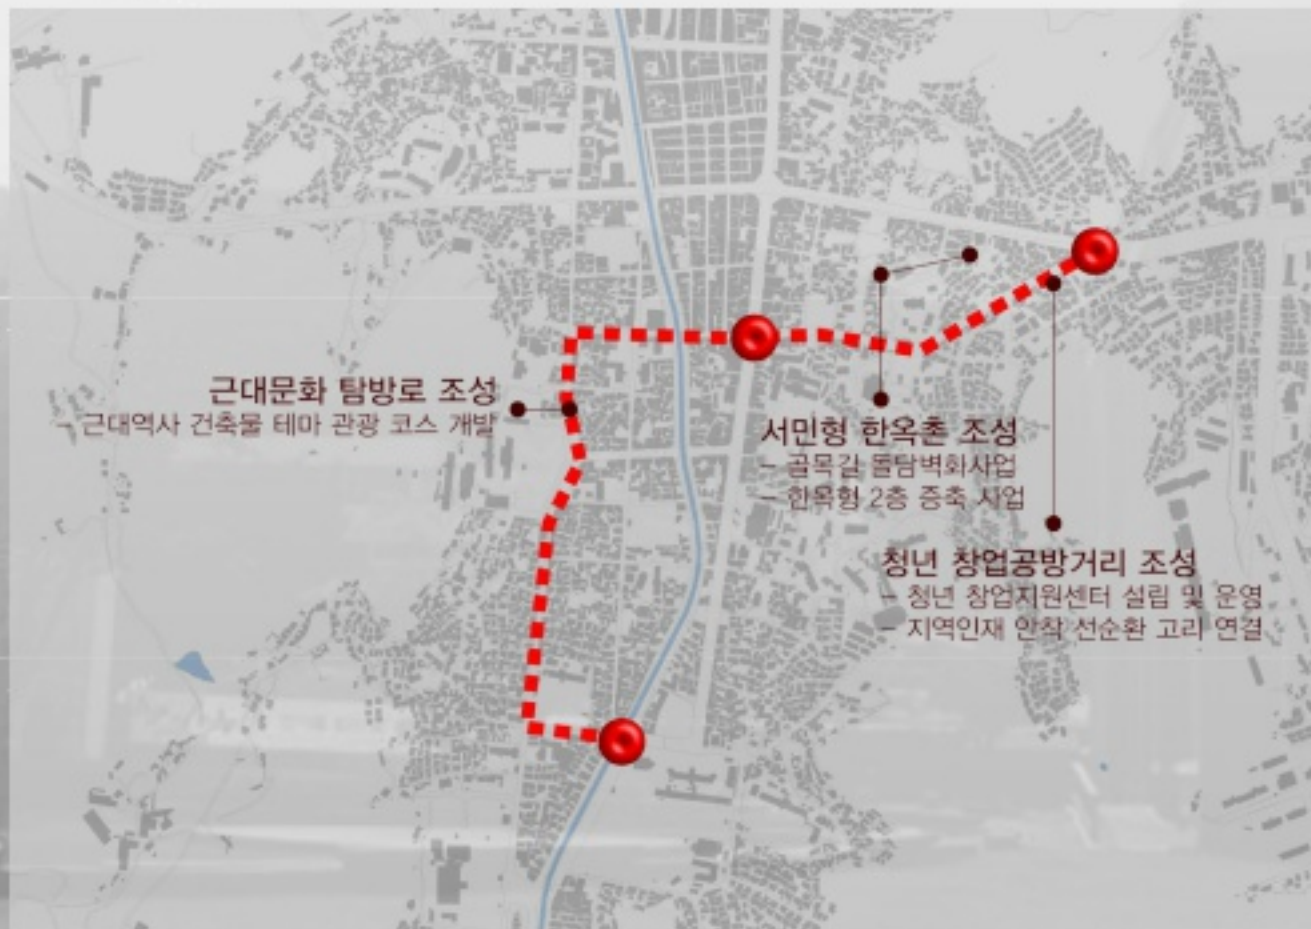 근대문화 탐방로 조성
- 근대역사 건축물 테마 관광 코스 개발
서민형 한옥촌 조성
- 골목길 돌담벽화사업
- 한옥형 2층 증축 사업
청년 창업공방거리 조성
- 청년 창업지원센터 설립 및 운영
- 지역인재 안착 선순환 고리 연결